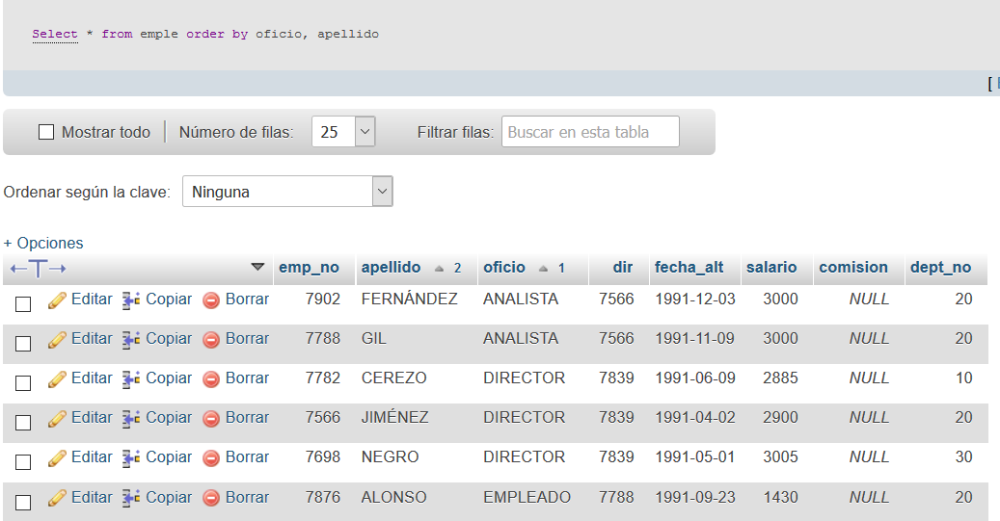 Select * from emple order by oficio, apellido
[
Mostrar todo Número de filas: 25 Filtrar filas: Buscar en esta tabla
Ordenar según la clave: Ninguna
+ Opciones
←T→ emp_no apellido 2 oficio 1 dir fecha_alt salario comision dept_no
Editar Copiar Borrar 7902 FERNÁNDEZ ANALISTA 7566 1991-12-03 3000 NULL 20
Editar Copiar Borrar 7788 GIL ANALISTA 7566 1991-11-09 3000 NULL 20
Editar Copiar Borrar 7782 CEREZO DIRECTOR 7839 1991-06-09 2885 NULL 10
Editar Copiar Borrar 7566 JIMÉNEZ DIRECTOR 7839 1991-04-02 2900 NULL 20
Editar Copiar Borrar 7698 NEGRO DIRECTOR 7839 1991-05-01 3005 NULL 30
Editar Copiar Borrar 7876 ALONSO EMPLEADO 7788 1991-09-23 1430 NULL 20